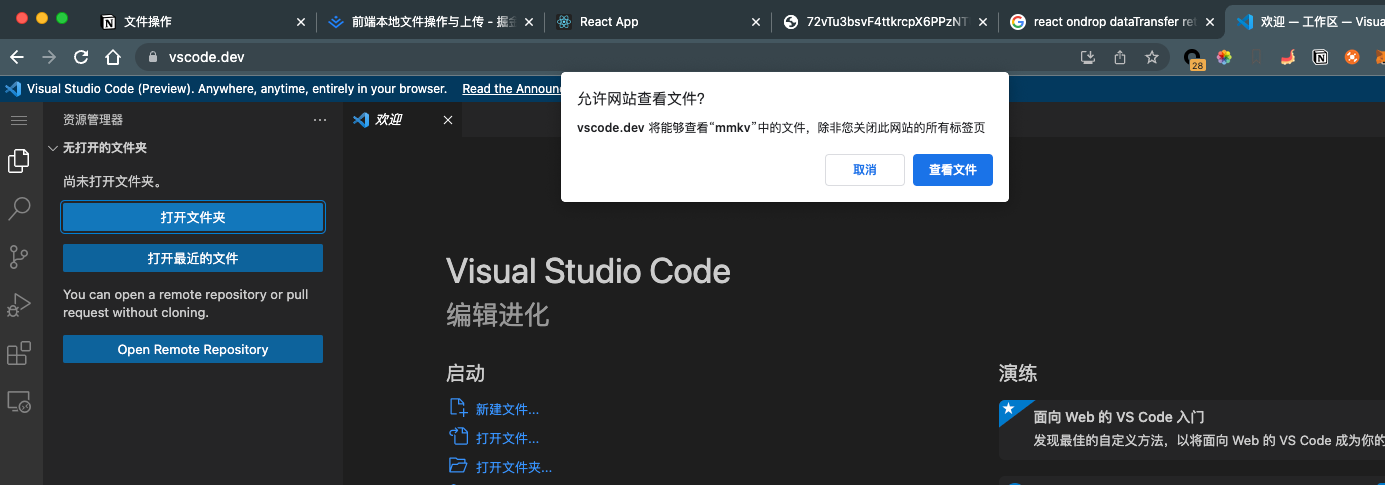 文件操作
前端本地文件操作与上传 - 掘金
React App
72vTu3bsvF4ttkrcpX6PPzNT
react ondrop dataTransfer ret
欢迎 — 工作区 — Visua
vscode.dev
28
Visual Studio Code (Preview). Anywhere, anytime, entirely in your browser. Read the Announ
允许网站查看文件?
vscode.dev 将能够查看“mmkv”中的文件，除非您关闭此网站的所有标签页
取消
查看文件
资源管理器
欢迎
无打开的文件夹
尚未打开文件夹。
打开文件夹
打开最近的文件
You can open a remote repository or pull
request without cloning.
Open Remote Repository
Visual Studio Code
编辑进化
启动
新建文件...
打开文件...
打开文件夹...
演练
面向 Web 的 VS Code 入门
发现最佳的自定义方法，以将面向 Web 的 VS Code 成为你的